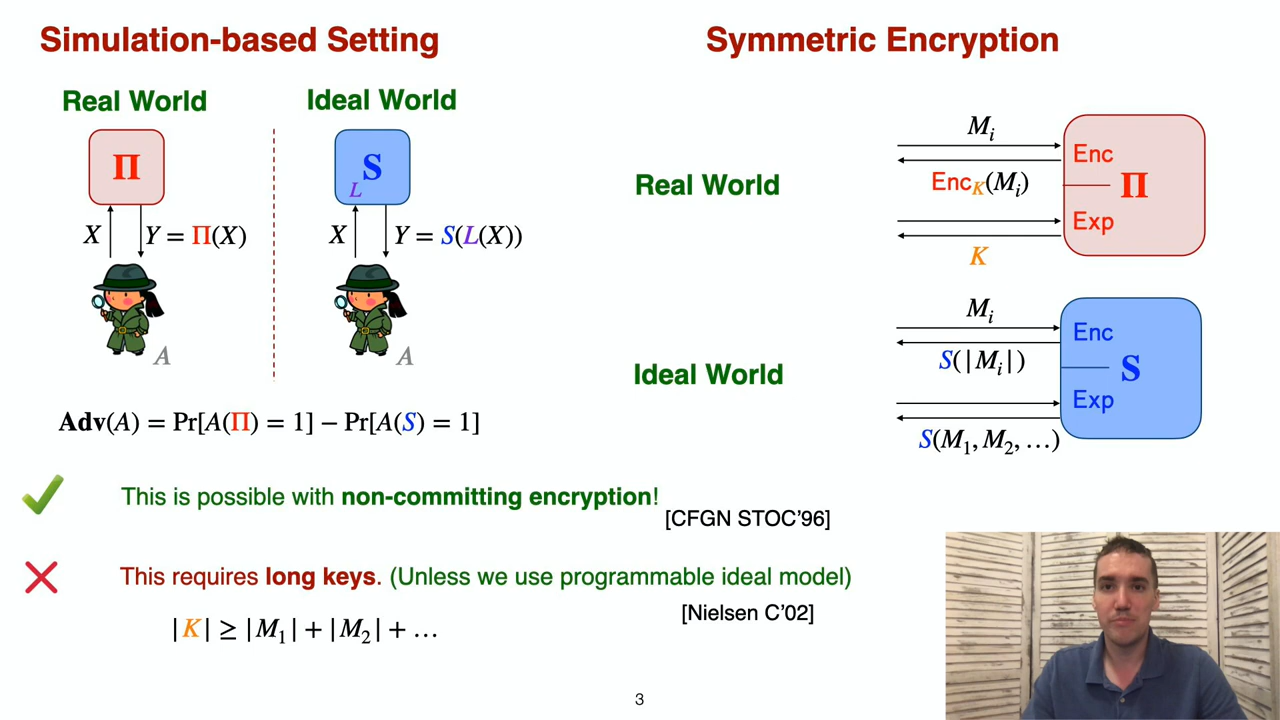 Simulation-based Setting
Symmetric Encryption
Real World
Ideal World
Π
S
L
X
Y = Π(X)
X
Y = S(L(X))
A
A
Adv(A) = Pr[A(Π) = 1] − Pr[A(S) = 1]
Real World
M_i
Enc_K(M_i)
K
Enc
Π
Exp
Ideal World
M_i
S(|M_i|)
S(M_1, M_2, …)
Enc
S
Exp
This is possible with non-committing encryption!
[CFGN STOC’96]
This requires long keys. (Unless we use programmable ideal model)
[Nielsen C’02]
|K| ≥ |M_1| + |M_2| + …
3